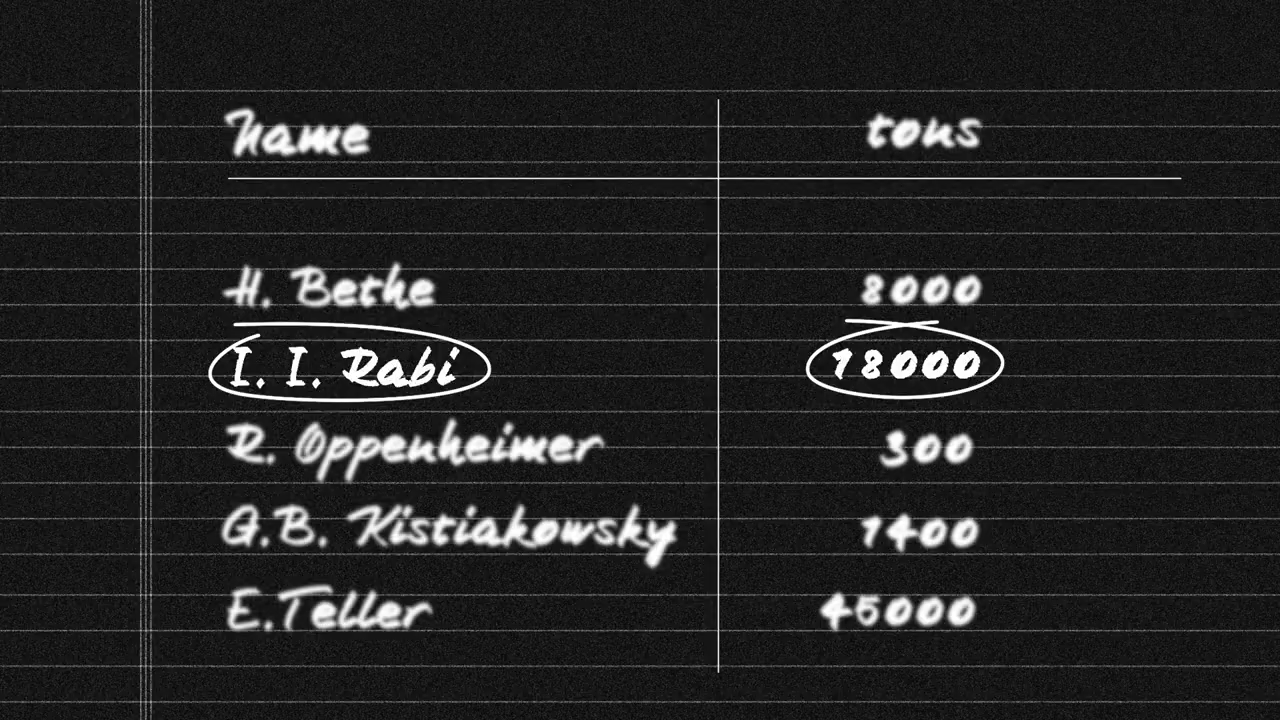 Name tons
H. Bethe 8000
I. I. Rabi 18000
R. Oppenheimer 300
G.B. Kistiakowsky 1400
E. Teller 45000